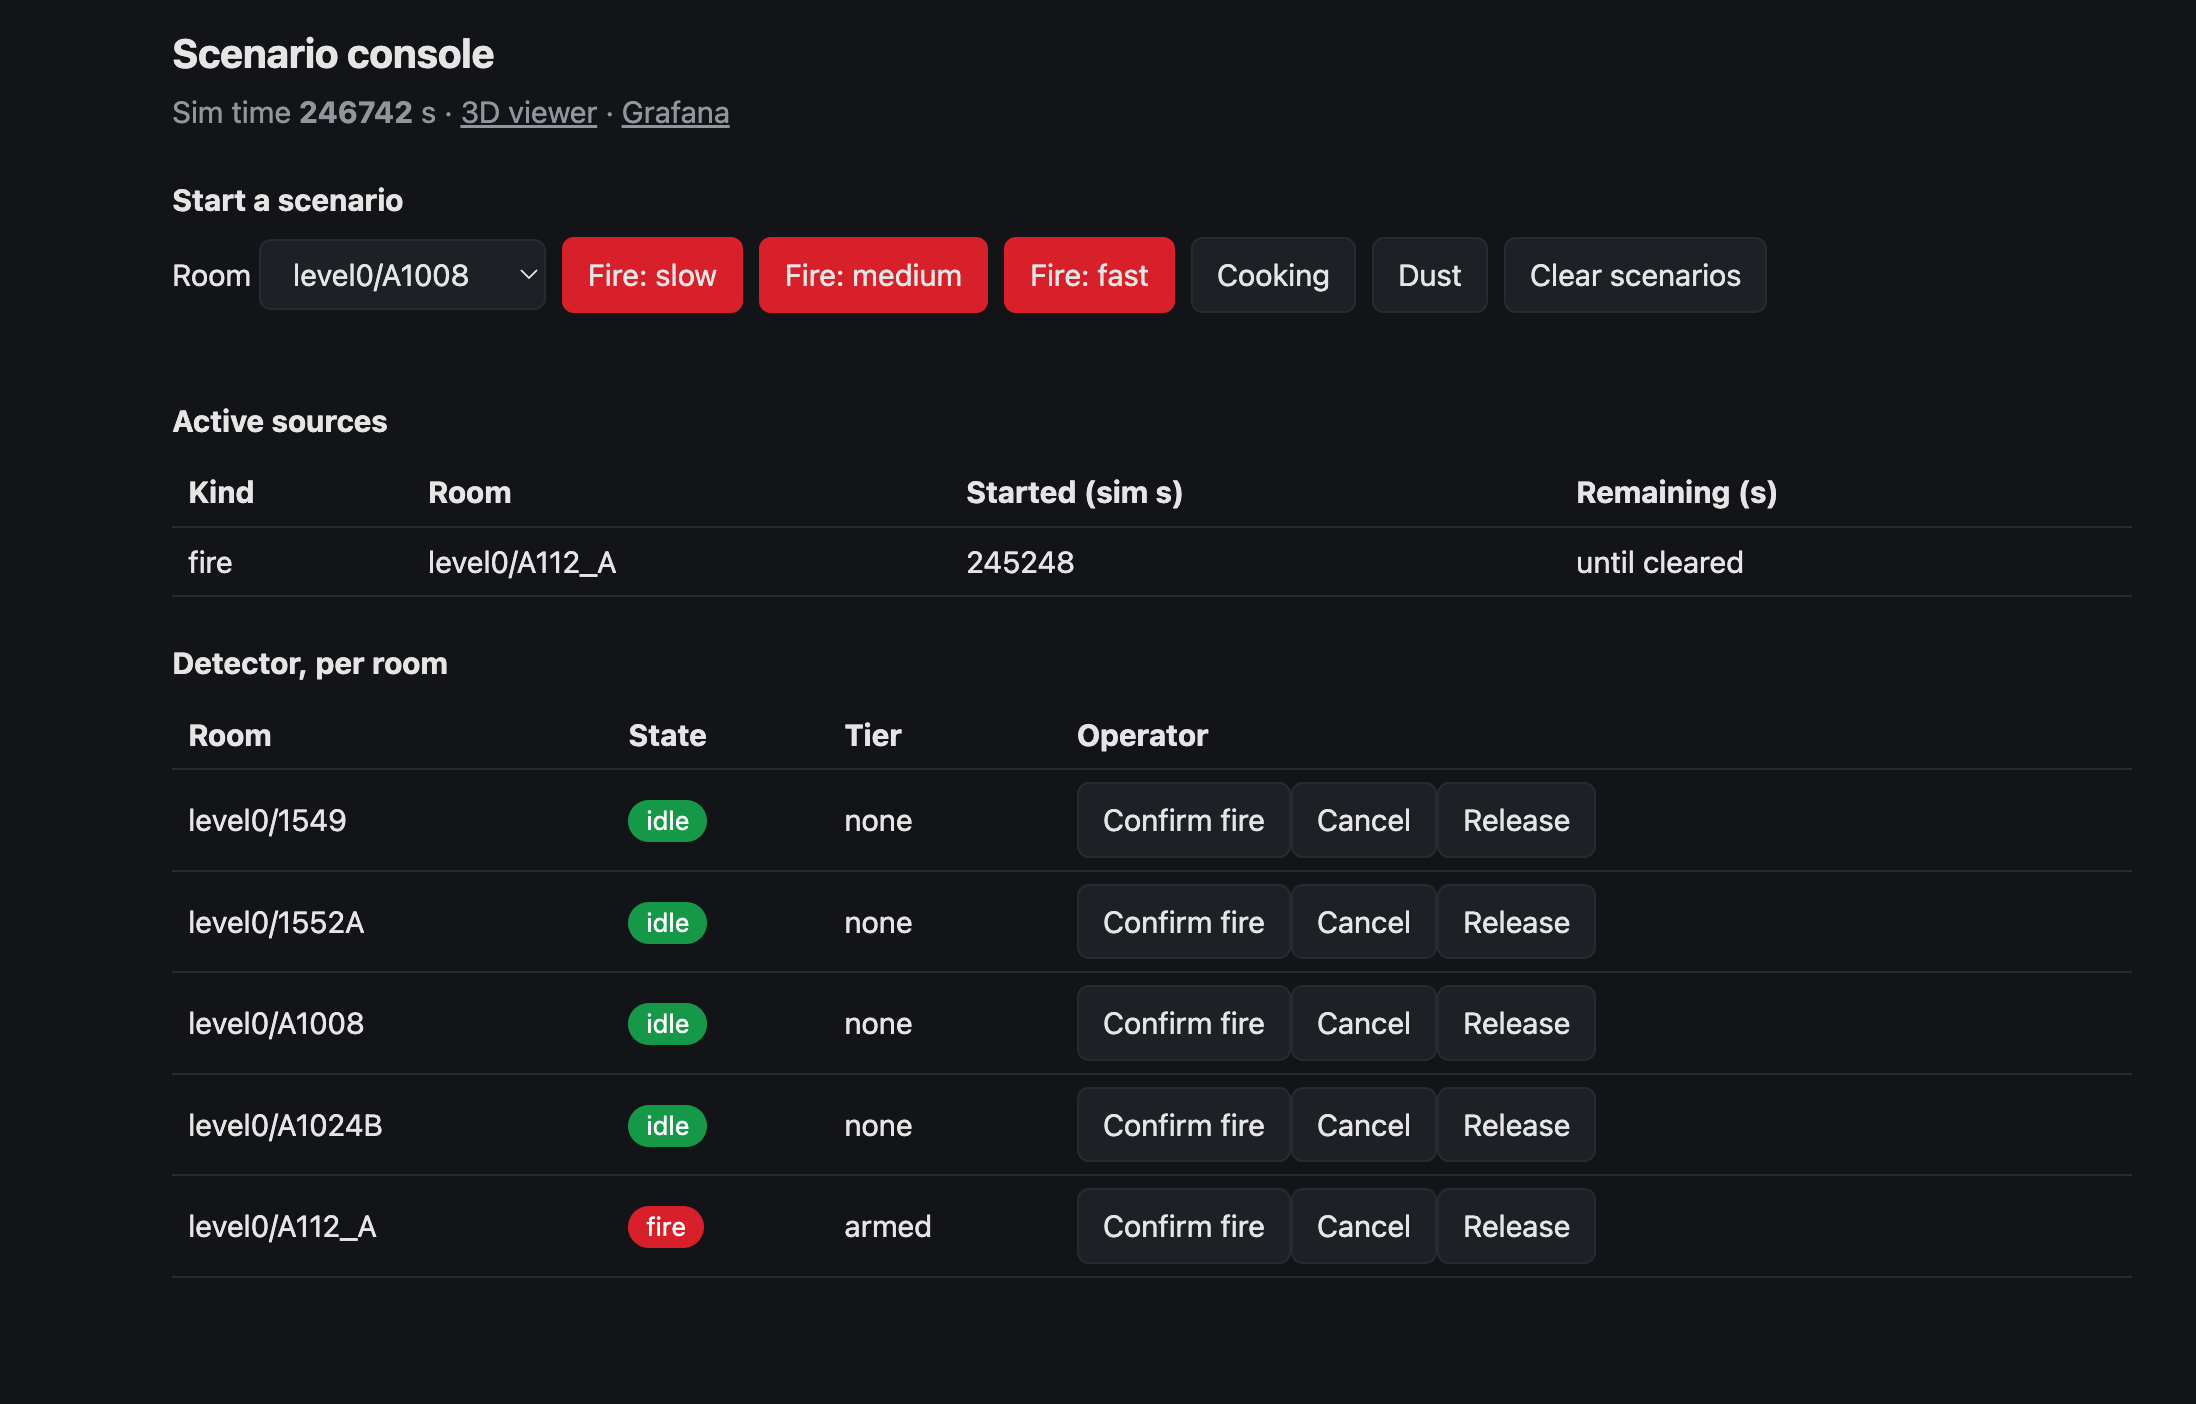 Scenario console
Sim time 246742 s · 3D viewer · Grafana
Start a scenario
Room level0/A1008 Fire: slow Fire: medium Fire: fast Cooking Dust Clear scenarios
Active sources
Kind Room Started (sim s) Remaining (s)
fire level0/A112_A 245248 until cleared
Detector, per room
Room State Tier Operator
level0/1549 idle none Confirm fire Cancel Release
level0/1552A idle none Confirm fire Cancel Release
level0/A1008 idle none Confirm fire Cancel Release
level0/A1024B idle none Confirm fire Cancel Release
level0/A112_A fire armed Confirm fire Cancel Release